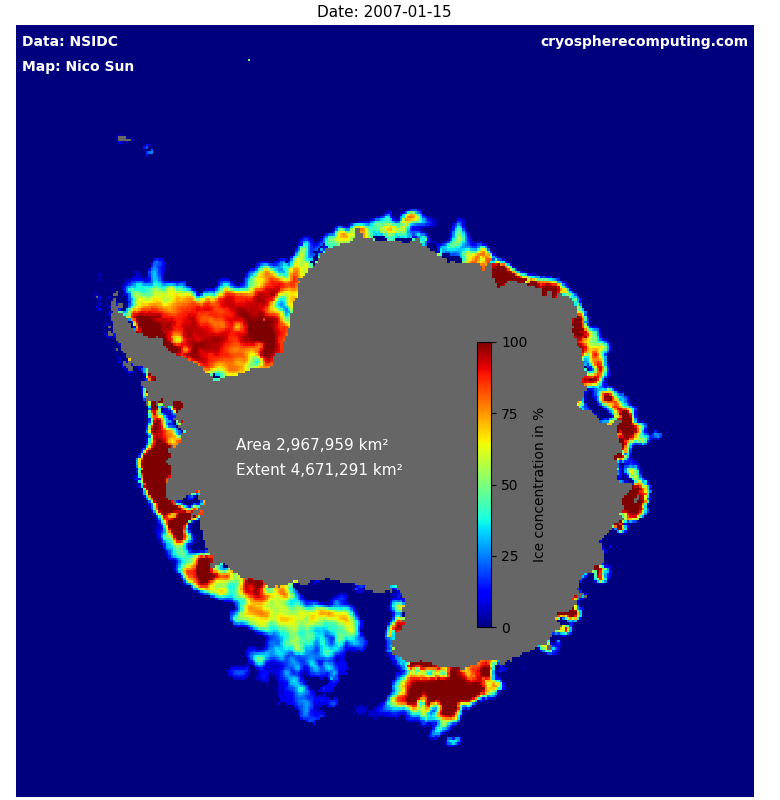 Date: 2007-01-15
Data: NSIDC
cryospherecomputing.com
Map: Nico Sun
100
75
50
25
0
Ice concentration in %
Area 2,967,959 km²
Extent 4,671,291 km²